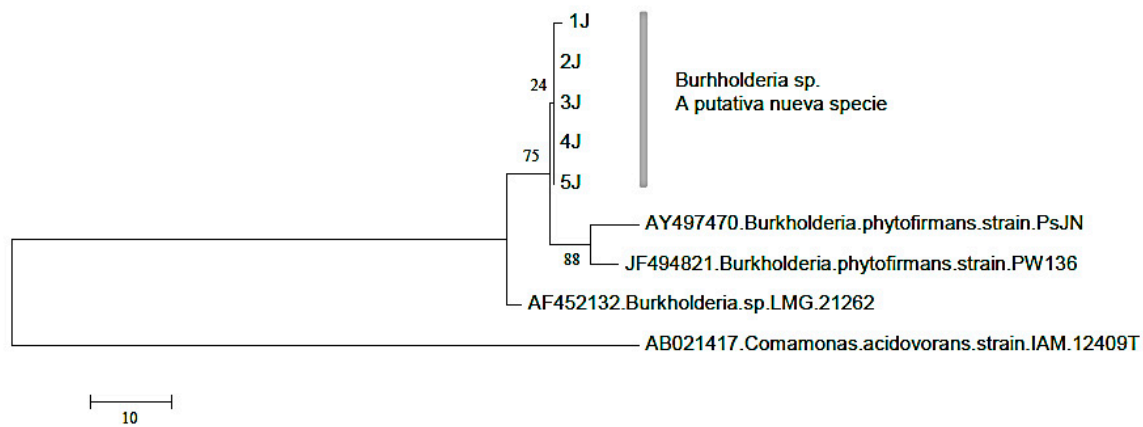 1J
2J
24
3J
Burhholderia sp.
A putativa nueva specie
4J
75
5J
AY497470.Burkholderia.phytofirmans.strain.PsJN
88
JF494821.Burkholderia.phytofirmans.strain.PW136
AF452132.Burkholderia.sp.LMG.21262
AB021417.Comamonas.acidovorans.strain.IAM.12409T
10